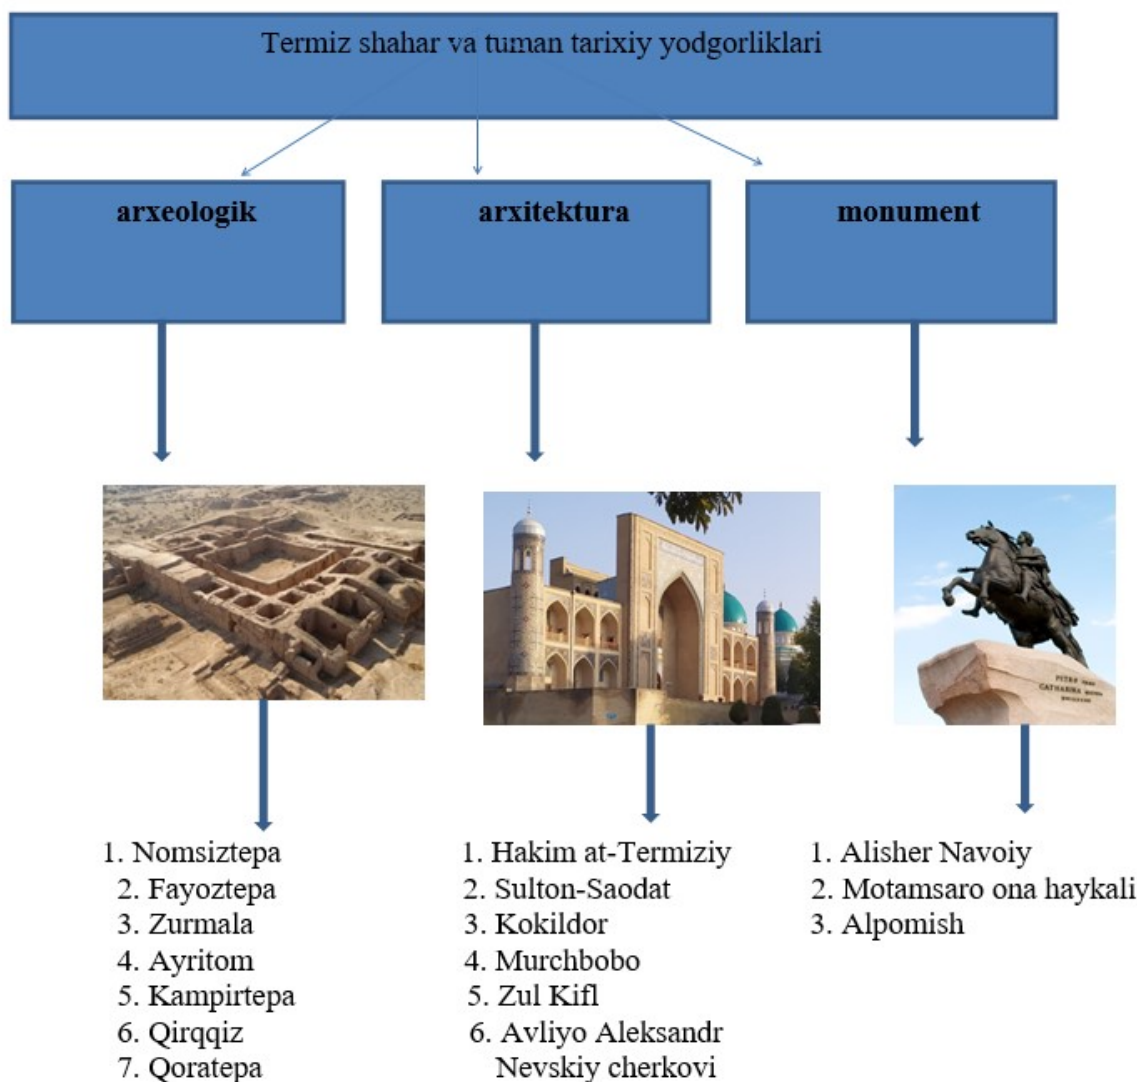 Termiz shahar va tuman tarixiy yodgorliklari
arxeologik
arxitektura
monument
1. Nomsiztepa
2. Fayoztepa
3. Zurmala
4. Ayritom
5. Kampirtepa
6. Qirqqiz
7. Qoratepa
1. Hakim at-Termiziy
2. Sulton-Saodat
3. Kokildor
4. Murchbobo
5. Zul Kifl
6. Avliyo Aleksandr
Nevskiy cherkovi
CATHARINA
1. Alisher Navoiy
2. Motamsaro ona haykali
3. Alpomish